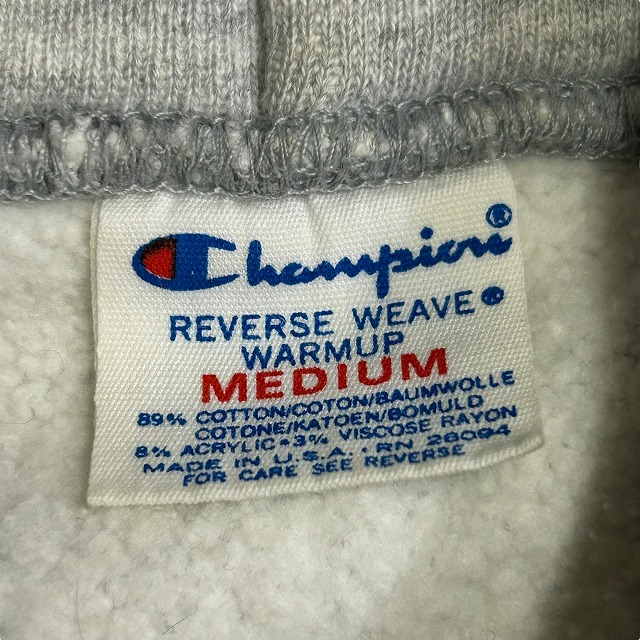 Champion®
REVERSE WEAVE®
WARMUP
MEDIUM
89% COTTON/COTON/BAUMWOLLE
COTONE/KATOEN/BOMULD
8% ACRYLIC • 3% VISCOSE RAYON
MADE IN U.S.A. . RN 26094
FOR CARE SEE REVERSE